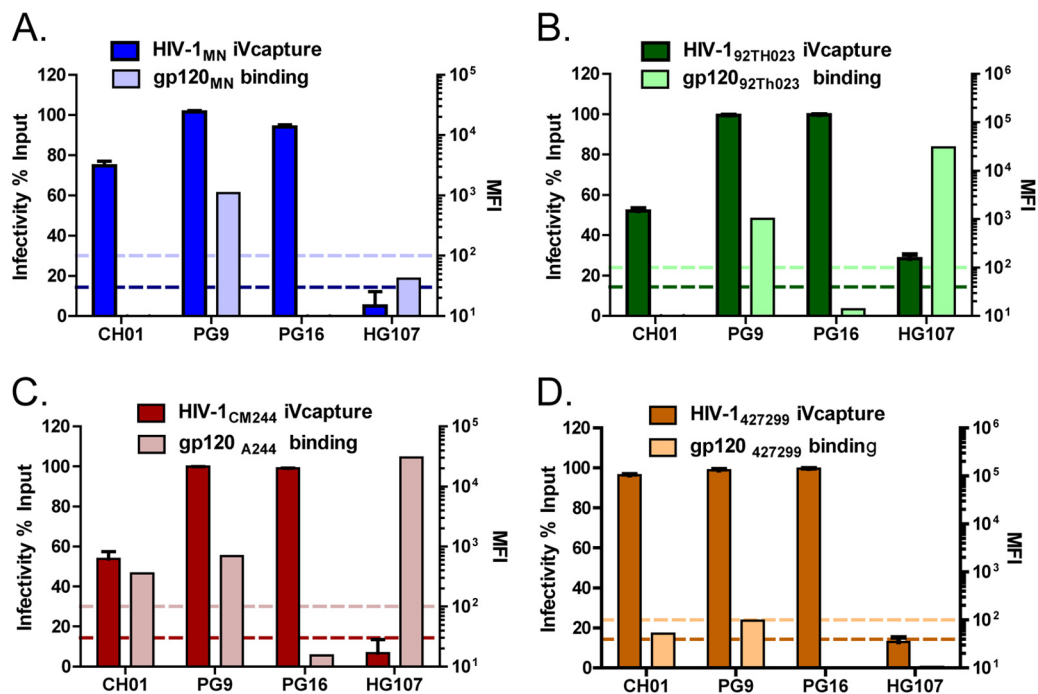 A.
HIV-1MN iVcapture
gp120MN binding
Infectivity % Input
120
100
80
60
40
20
0
10^5
10^4
10^3
10^2
10^1
MFI
CH01 PG9 PG16 HG107
B.
HIV-192TH023 iVcapture
gp12092Th023 binding
Infectivity % Input
120
100
80
60
40
20
0
10^6
10^5
10^4
10^3
10^2
10^1
MFI
CH01 PG9 PG16 HG107
C.
HIV-1CM244 iVcapture
gp120 A244 binding
Infectivity % Input
120
100
80
60
40
20
0
10^5
10^4
10^3
10^2
10^1
MFI
CH01 PG9 PG16 HG107
D.
HIV-1427299 iVcapture
gp120 427299 binding
Infectivity % Input
120
100
80
60
40
20
0
10^6
10^5
10^4
10^3
10^2
10^1
MFI
CH01 PG9 PG16 HG107